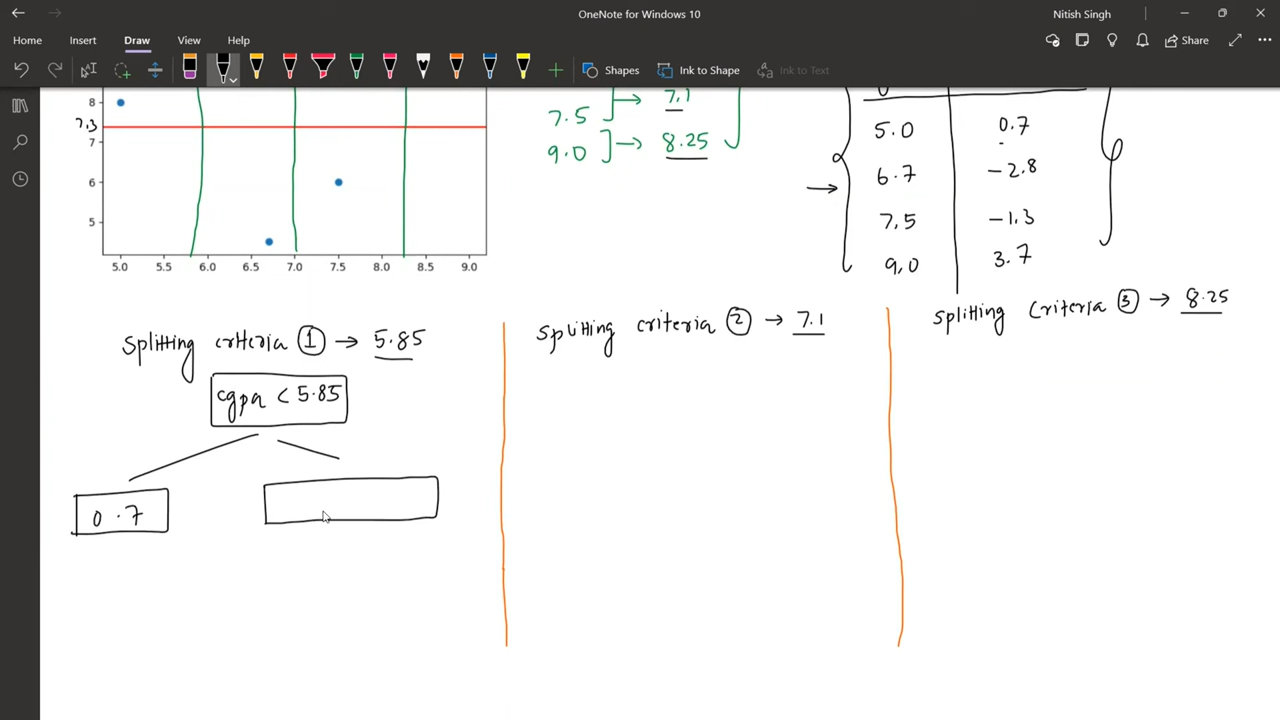 OneNote for Windows 10
Nitish Singh
Home Insert Draw View Help
Share
Shapes
Ink to Shape
Ink to Text
8
7.3
7
6
5
5.0 5.5 6.0 6.5 7.0 7.5 8.0 8.5 9.0
7.5 → 7.1
9.0 → 8.25
5.0 0.7
6.7 -2.8
7.5 -1.3
9.0 3.7
Splitting criteria ① → 5.85
cgpa < 5.85
0.7
Splitting criteria ② → 7.1
Splitting Criteria ③ → 8.25